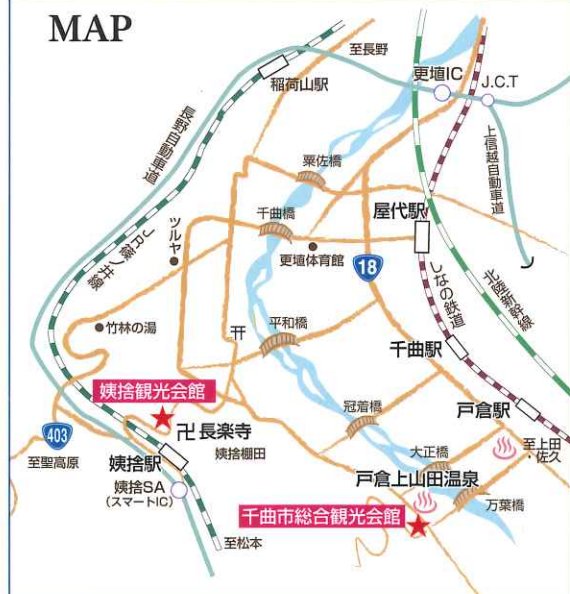 MAP
至長野
稲荷山駅
更埴IC
J.C.T
長野自動車道
上信越自動車道
粟佐橋
JR篠ノ井線
ツルヤ
千曲橋
屋代駅
更埴体育館
18
しなの鉄道
北陸新幹線
竹林の湯
平和橋
千曲駅
姨捨観光会館
冠着橋
戸倉駅
403
卍長楽寺
至聖高原
姨捨駅
姨捨棚田
大正橋
至上田
・佐久
姨捨SA
(スマートIC)
戸倉上山田温泉
万葉橋
千曲市総合観光会館
至松本